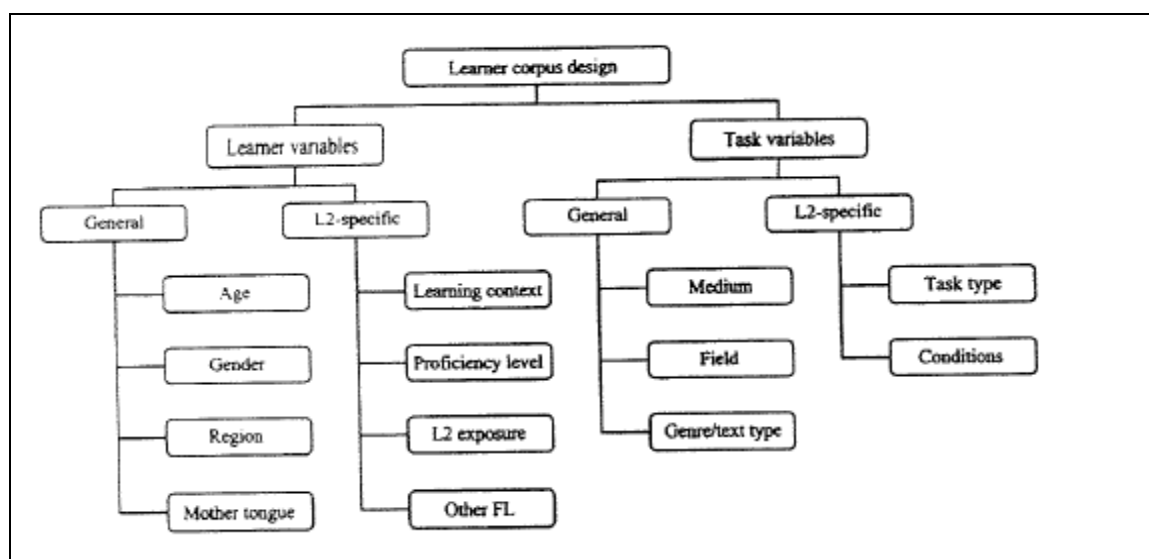 Learner corpus design
Learner variables
Task variables
General
L2-specific
General
L2-specific
Age
Learning context
Medium
Task type
Gender
Proficiency level
Field
Conditions
Region
L2 exposure
Genre/text type
Mother tongue
Other FL